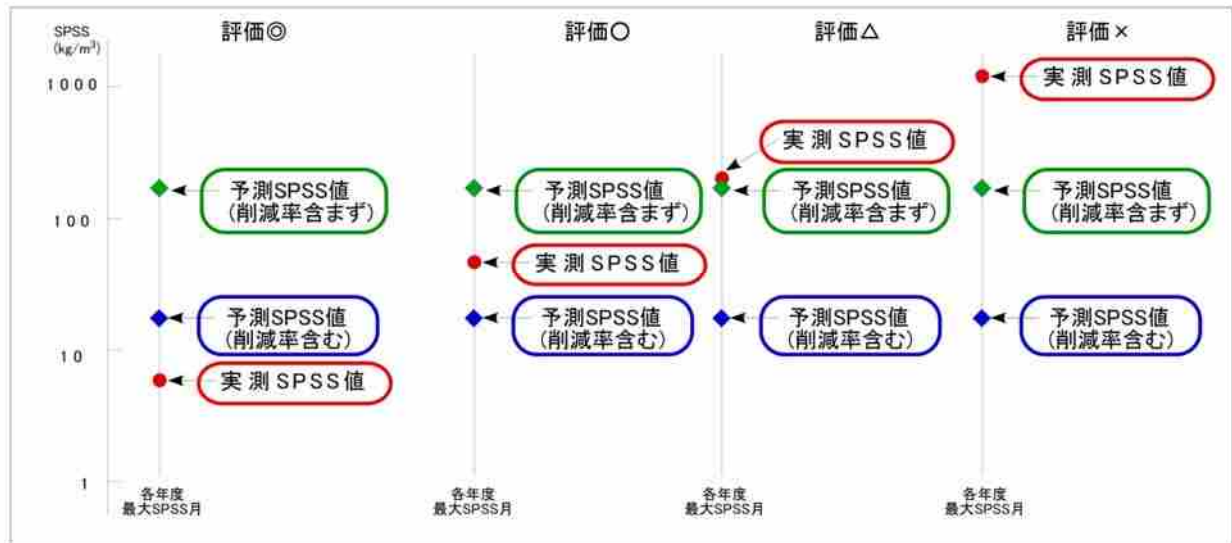 SPSS
(kg/m³)
評価◎
評価○
評価△
評価×
1000
100
10
1
予測SPSS値
(削減率含まず)
予測SPSS値
(削減率含む)
実測SPSS値
各年度
最大SPSS月
予測SPSS値
(削減率含まず)
実測SPSS値
予測SPSS値
(削減率含む)
各年度
最大SPSS月
実測SPSS値
予測SPSS値
(削減率含まず)
予測SPSS値
(削減率含む)
各年度
最大SPSS月
実測SPSS値
予測SPSS値
(削減率含まず)
予測SPSS値
(削減率含む)
各年度
最大SPSS月